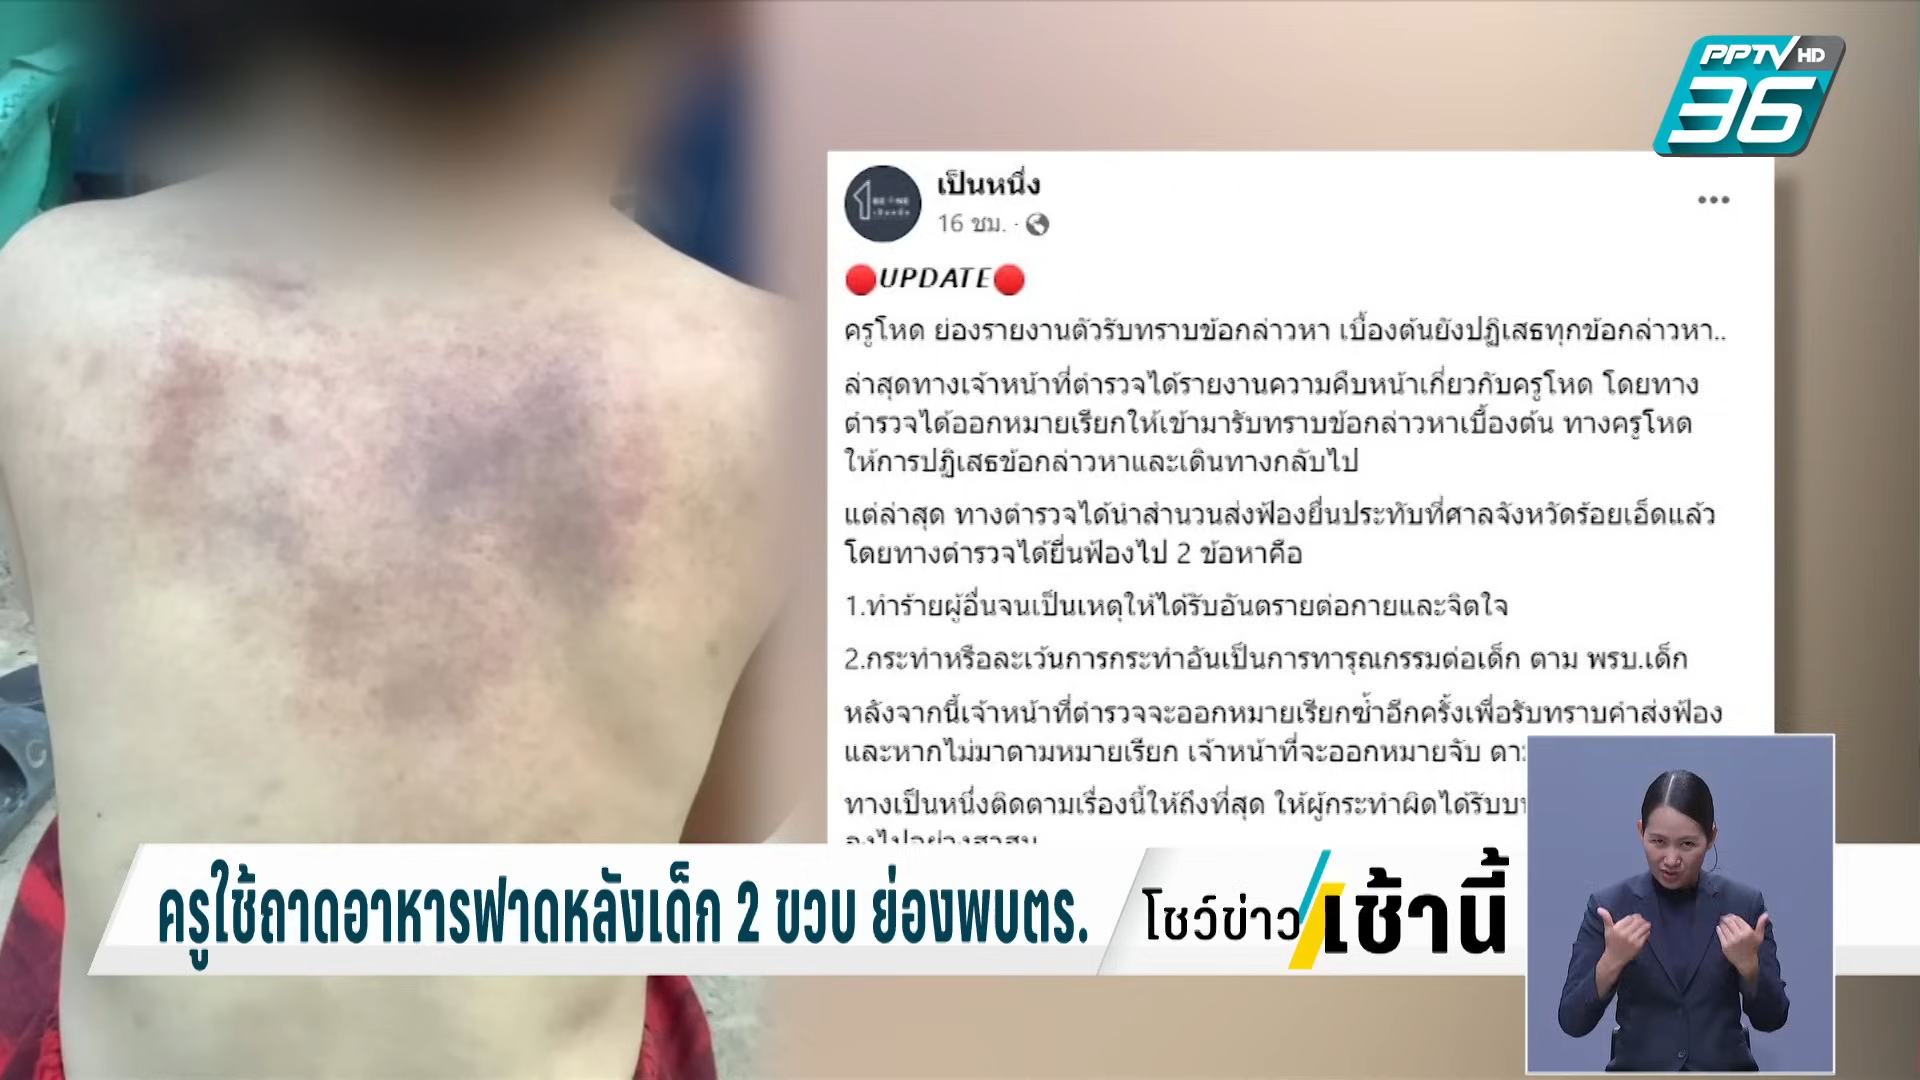 PPTV HD
36
BE NE
เป็นหนึ่ง
16 ชม. ·
UPDATE
ครูโหด ย่องรายงานตัวรับทราบข้อกล่าวหา เบื้องต้นยังปฏิเสธทุกข้อกล่าวหา..
ล่าสุดทางเจ้าหน้าที่ตำรวจได้รายงานความคืบหน้าเกี่ยวกับครูโหด โดยทาง
ตำรวจได้ออกหมายเรียกให้เข้ามารับทราบข้อกล่าวหาเบื้องต้น ทางครูโหด
ให้การปฏิเสธข้อกล่าวหาและเดินทางกลับไป
แต่ล่าสุด ทางตำรวจได้นำสำนวนส่งฟ้องยื่นประทับที่ศาลจังหวัดร้อยเอ็ดแล้ว
โดยทางตำรวจได้ยื่นฟ้องไป 2 ข้อหาคือ
1.ทำร้ายผู้อื่นจนเป็นเหตุให้ได้รับอันตรายต่อกายและจิตใจ
2.กระทำหรือละเว้นการกระทำอันเป็นการทารุณกรรมต่อเด็ก ตาม พรบ.เด็ก
หลังจากนี้เจ้าหน้าที่ตำรวจจะออกหมายเรียกซ้ำอีกครั้งเพื่อรับทราบคำส่งฟ้อง
และหากไม่มาตามหมายเรียก เจ้าหน้าที่จะออกหมายจับ
ทางเป็นหนึ่งติดตามเรื่องนี้ให้ถึงที่สุด ให้ผู้กระทำผิดได้รับ
ครูใช้ถาดอาหารฟาดหลังเด็ก 2 ขวบ ย่องพบตร.
โชว์ข่าวเช้านี้